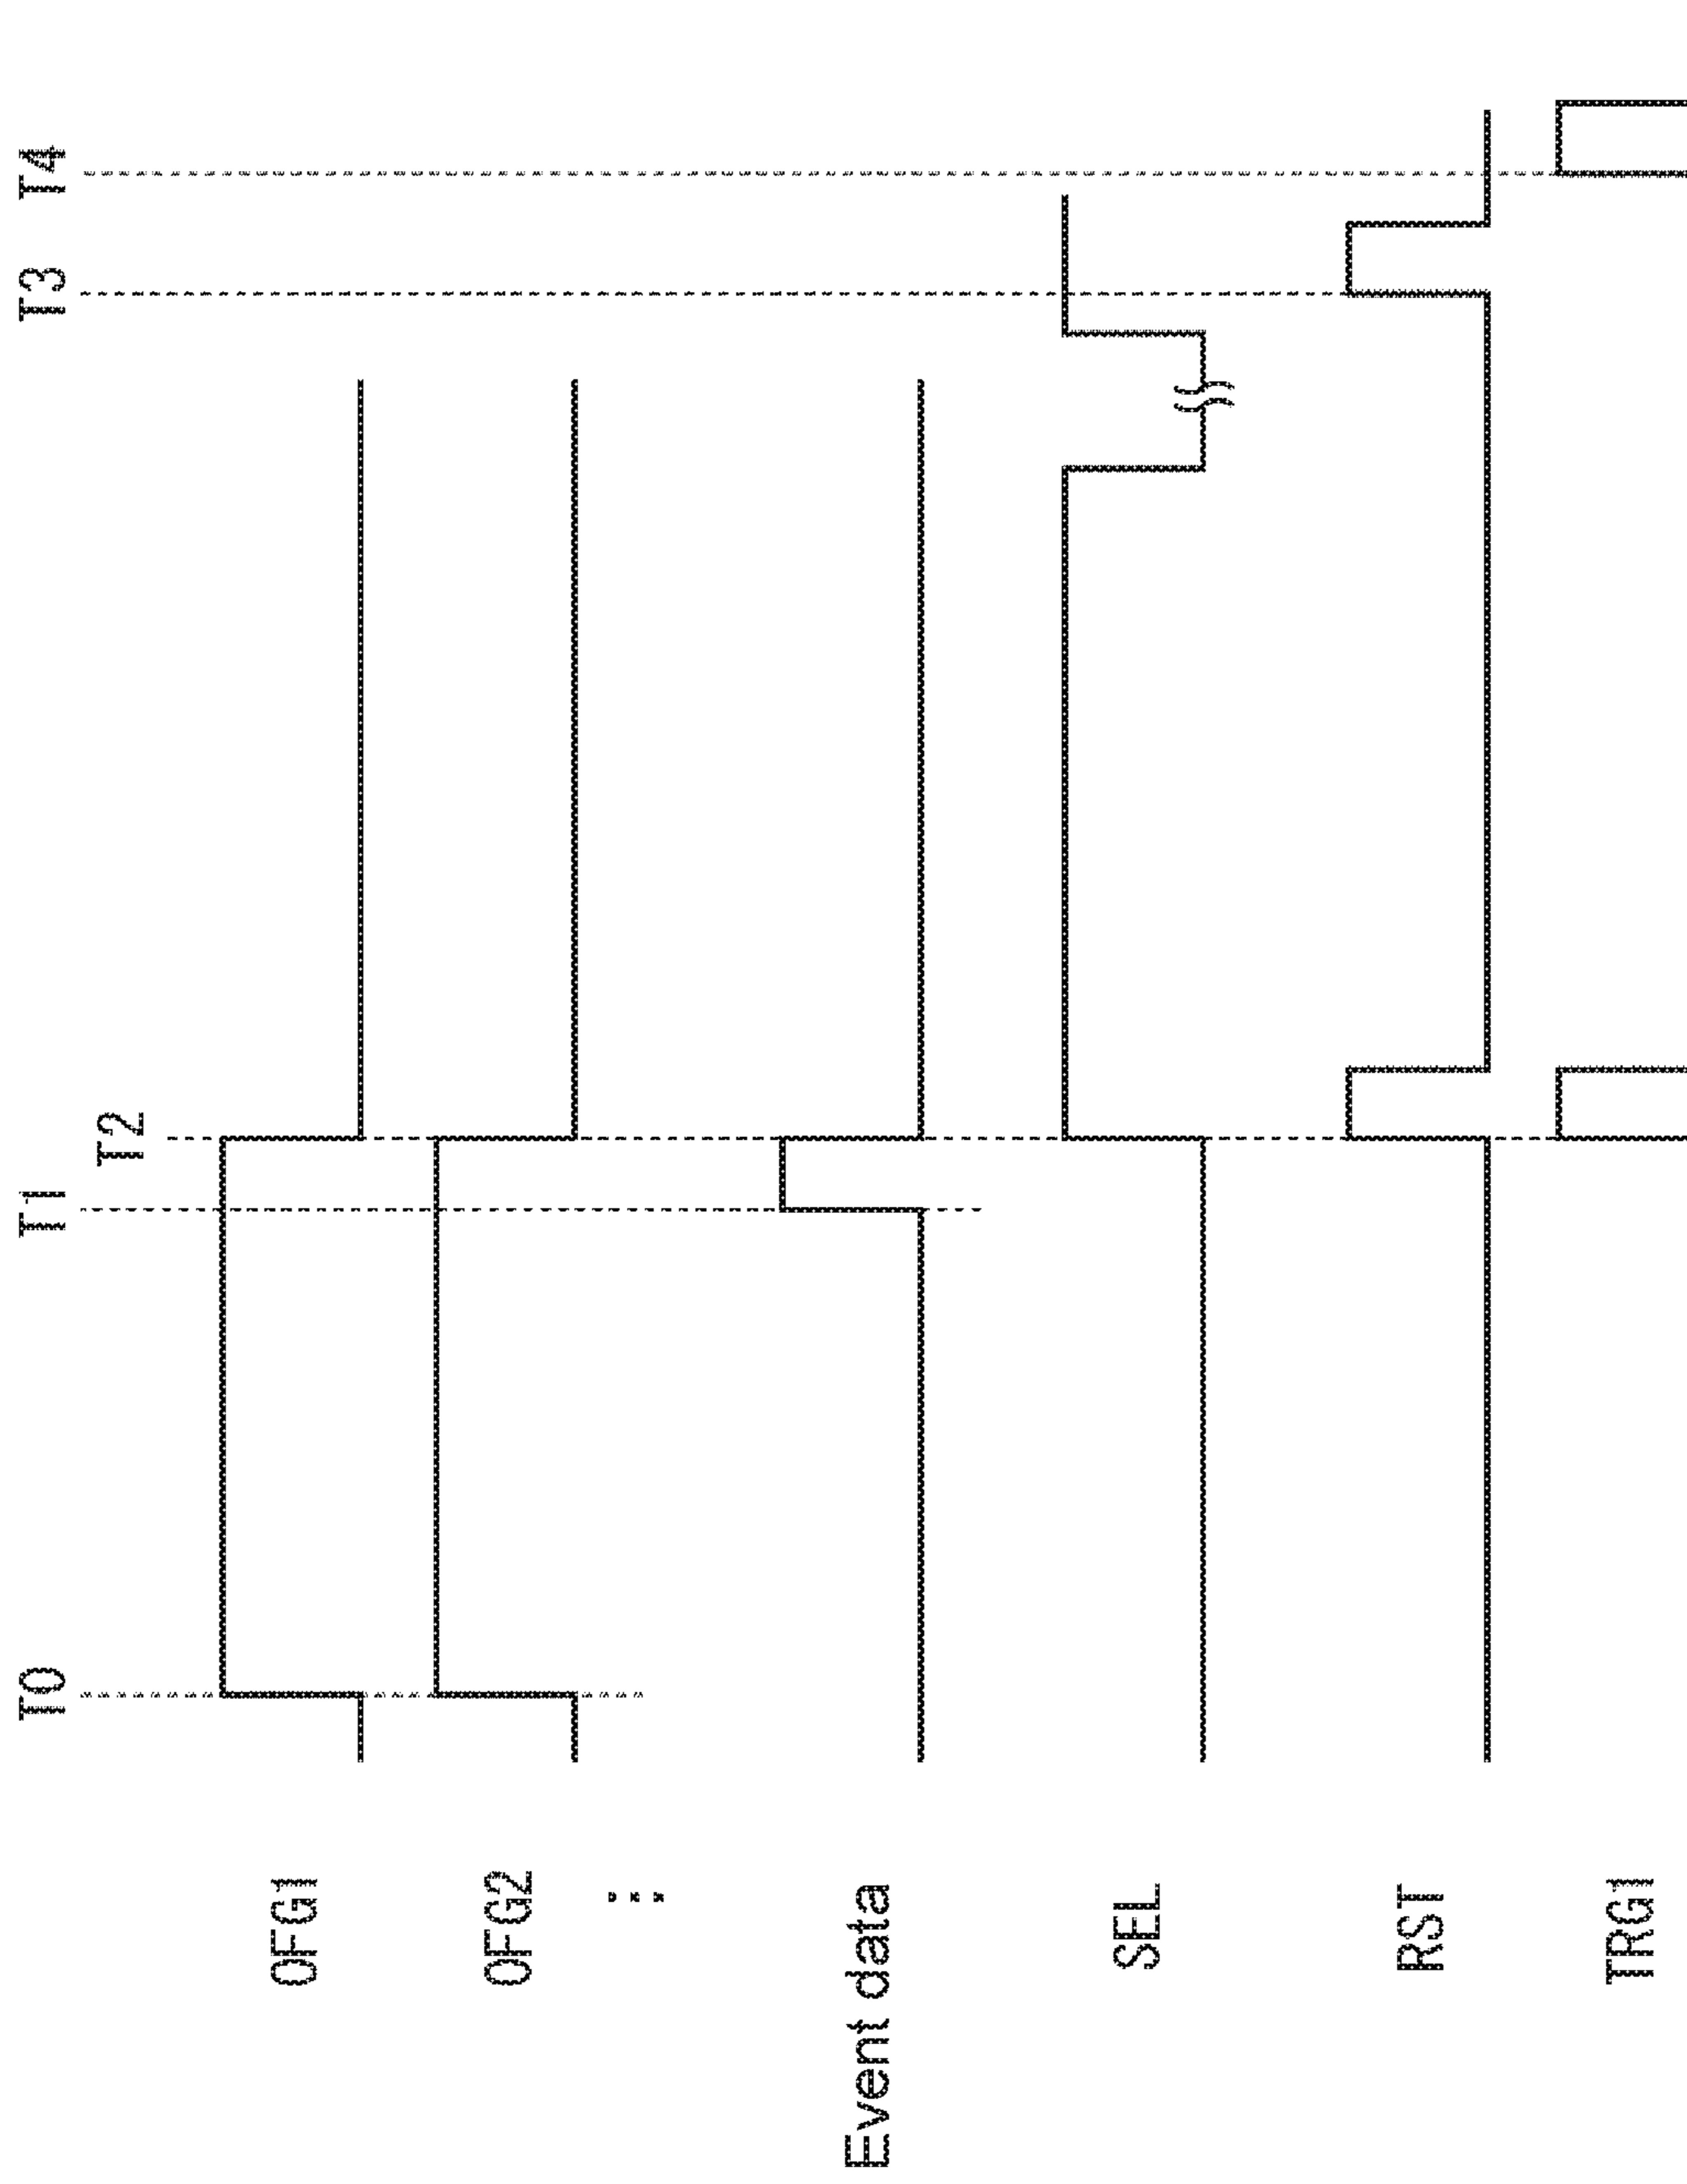 T0 T1 T2 T3 T4
OFG1
OFG2
⋮
Event data
SEL
RST
TRG1